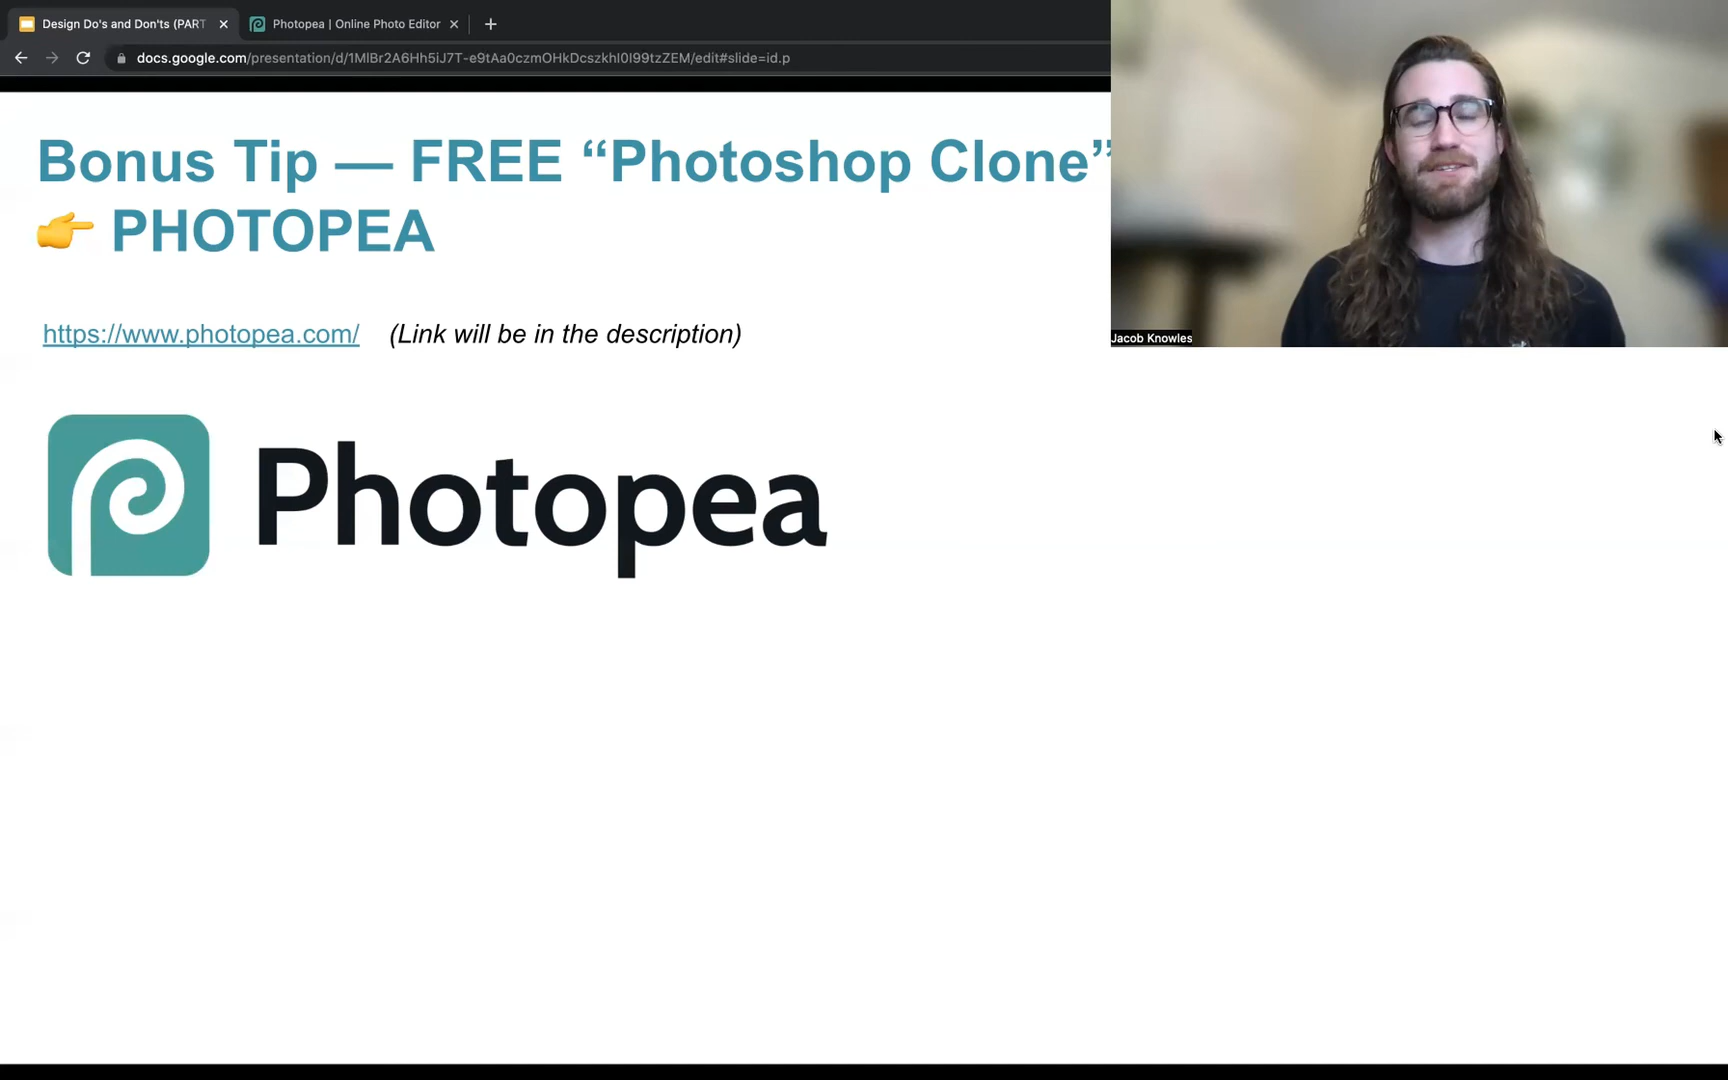 Design Do's and Don'ts (PART
Photopea | Online Photo Editor
docs.google.com/presentation/d/1MlBr2A6Hh5iJ7T-e9tAa0czmOHkDcszkhl0I99tzZEM/edit#slide=id.p
Bonus Tip — FREE “Photoshop Clone”
👉 PHOTOPEA
https://www.photopea.com/ (Link will be in the description)
Photopea
Jacob Knowles